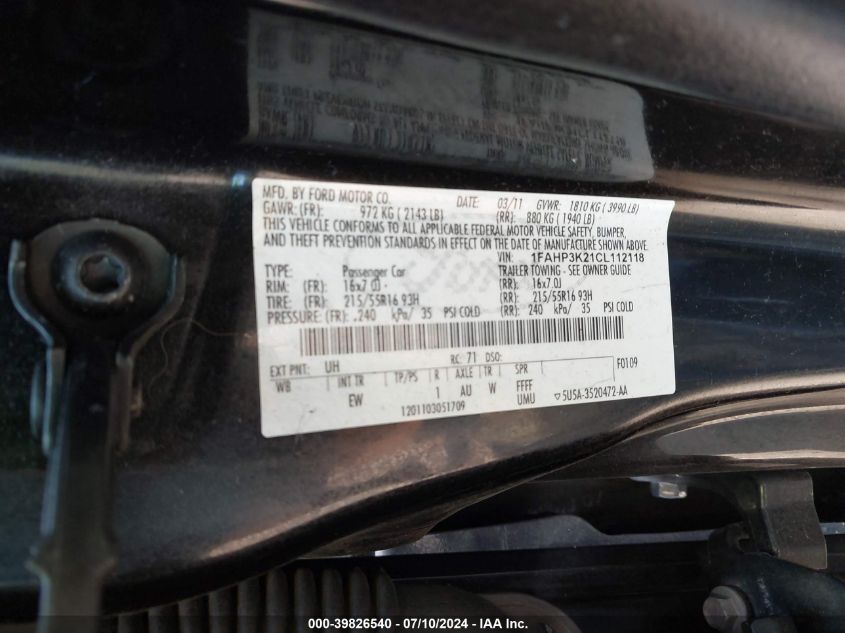 MFD. BY FORD MOTOR CO.
DATE: 03/11 GVWR: 1810 KG ( 3990 LB)
GAWR: (FR): 972 KG ( 2143 LB) (RR): 880 KG ( 1940 LB)
THIS VEHICLE CONFORMS TO ALL APPLICABLE FEDERAL MOTOR VEHICLE SAFETY, BUMPER,
AND THEFT PREVENTION STANDARDS IN EFFECT ON THE DATE OF MANUFACTURE SHOWN ABOVE.
VIN: 1FAHP3K21CL112118
TYPE: Passenger Car TRAILER TOWING - SEE OWNER GUIDE
RIM: (FR): 16x7.0J (RR): 16x7.0J
TIRE: (FR): 215/55R16 93H (RR): 215/55R16 93H
PRESSURE: (FR): 240 kPa/ 35 PSI COLD (RR): 240 kPa/ 35 PSI COLD
EXT PNT: UH RC: 71 DSO: F0109
WB INT TR TP/PS R AXLE TR SPR
EW 1 AU W FFFF
UMU
1201103051709
5U5A-3520472-AA
000-39826540 - 07/10/2024 - IAA Inc.